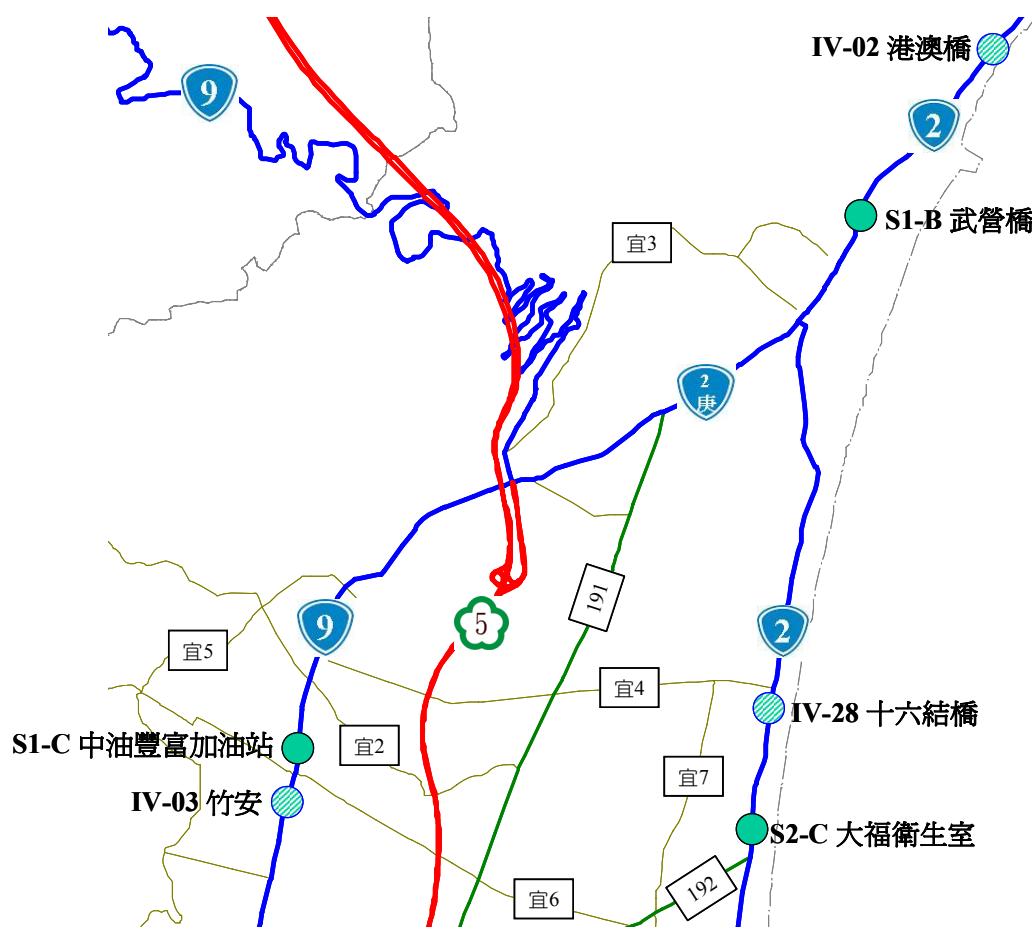 IV-02 港澳橋
9
2
S1-B 武營橋
宜3
2
庚
191
9
5
2
宜5
宜4
IV-28 十六結橋
S1-C 中油豐富加油站
宜2
宜7
IV-03 竹安
S2-C 大福衛生室
192
宜6